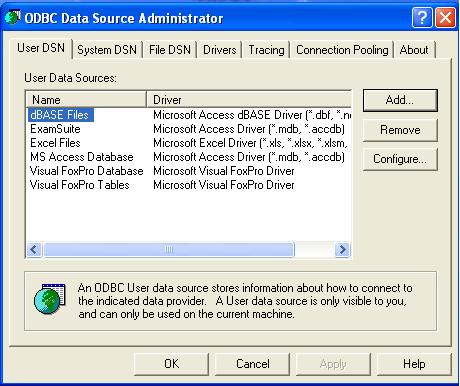 ODBC Data Source Administrator
User DSN System DSN File DSN Drivers Tracing Connection Pooling About
User Data Sources:
Name Driver
dBASE Files Microsoft Access dBASE Driver (*.dbf, *.n
ExamSuite Microsoft Access Driver (*.mdb, *.accdb)
Excel Files Microsoft Excel Driver (*.xls, *.xlsx, *.xlsm,
MS Access Database Microsoft Access Driver (*.mdb, *.accdb)
Visual FoxPro Database Microsoft Visual FoxPro Driver
Visual FoxPro Tables Microsoft Visual FoxPro Driver
Add...
Remove
Configure...
An ODBC User data source stores information about how to connect to
the indicated data provider. A User data source is only visible to you,
and can only be used on the current machine.
OK Cancel Apply Help